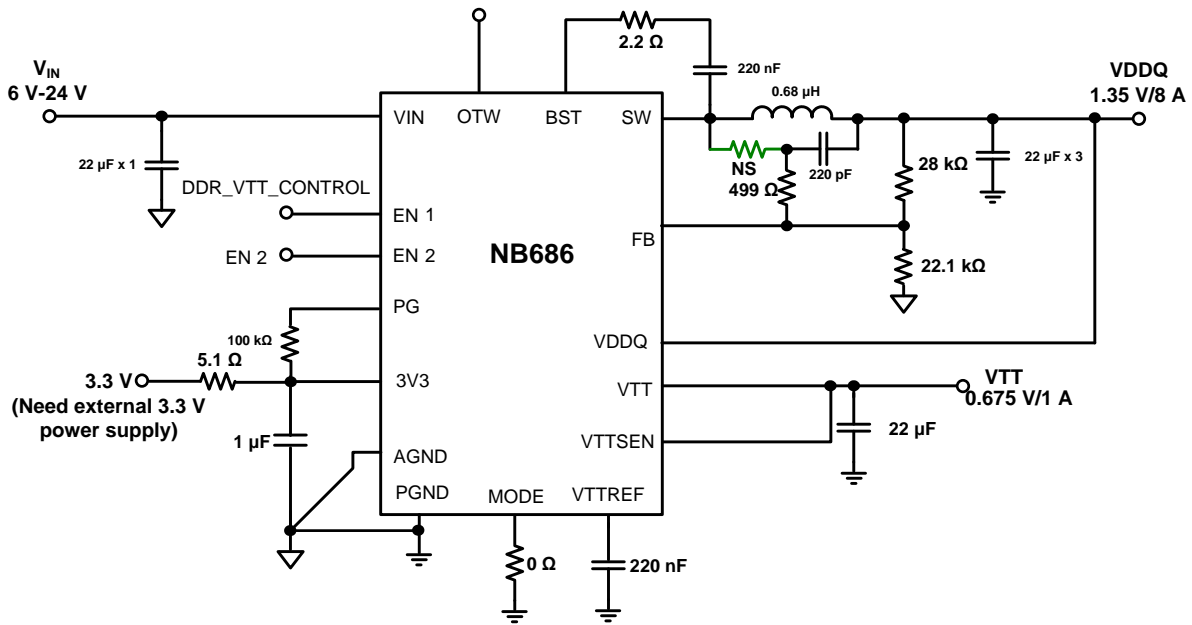 2.2 Ω
220 nF
V_IN
6 V-24 V
VDDQ
1.35 V/8 A
0.68 µH
VIN
OTW
BST
SW
22 µF x 1
NS
220 pF
499 Ω
28 kΩ
22 µF x 3
DDR_VTT_CONTROL
EN 1
FB
EN 2
EN 2
NB686
22.1 kΩ
PG
100 kΩ
VDDQ
5.1 Ω
3.3 V
(Need external 3.3 V
power supply)
3V3
VTT
VTT
0.675 V/1 A
1 µF
22 µF
VTTSEN
AGND
PGND
MODE
VTTREF
0 Ω
220 nF